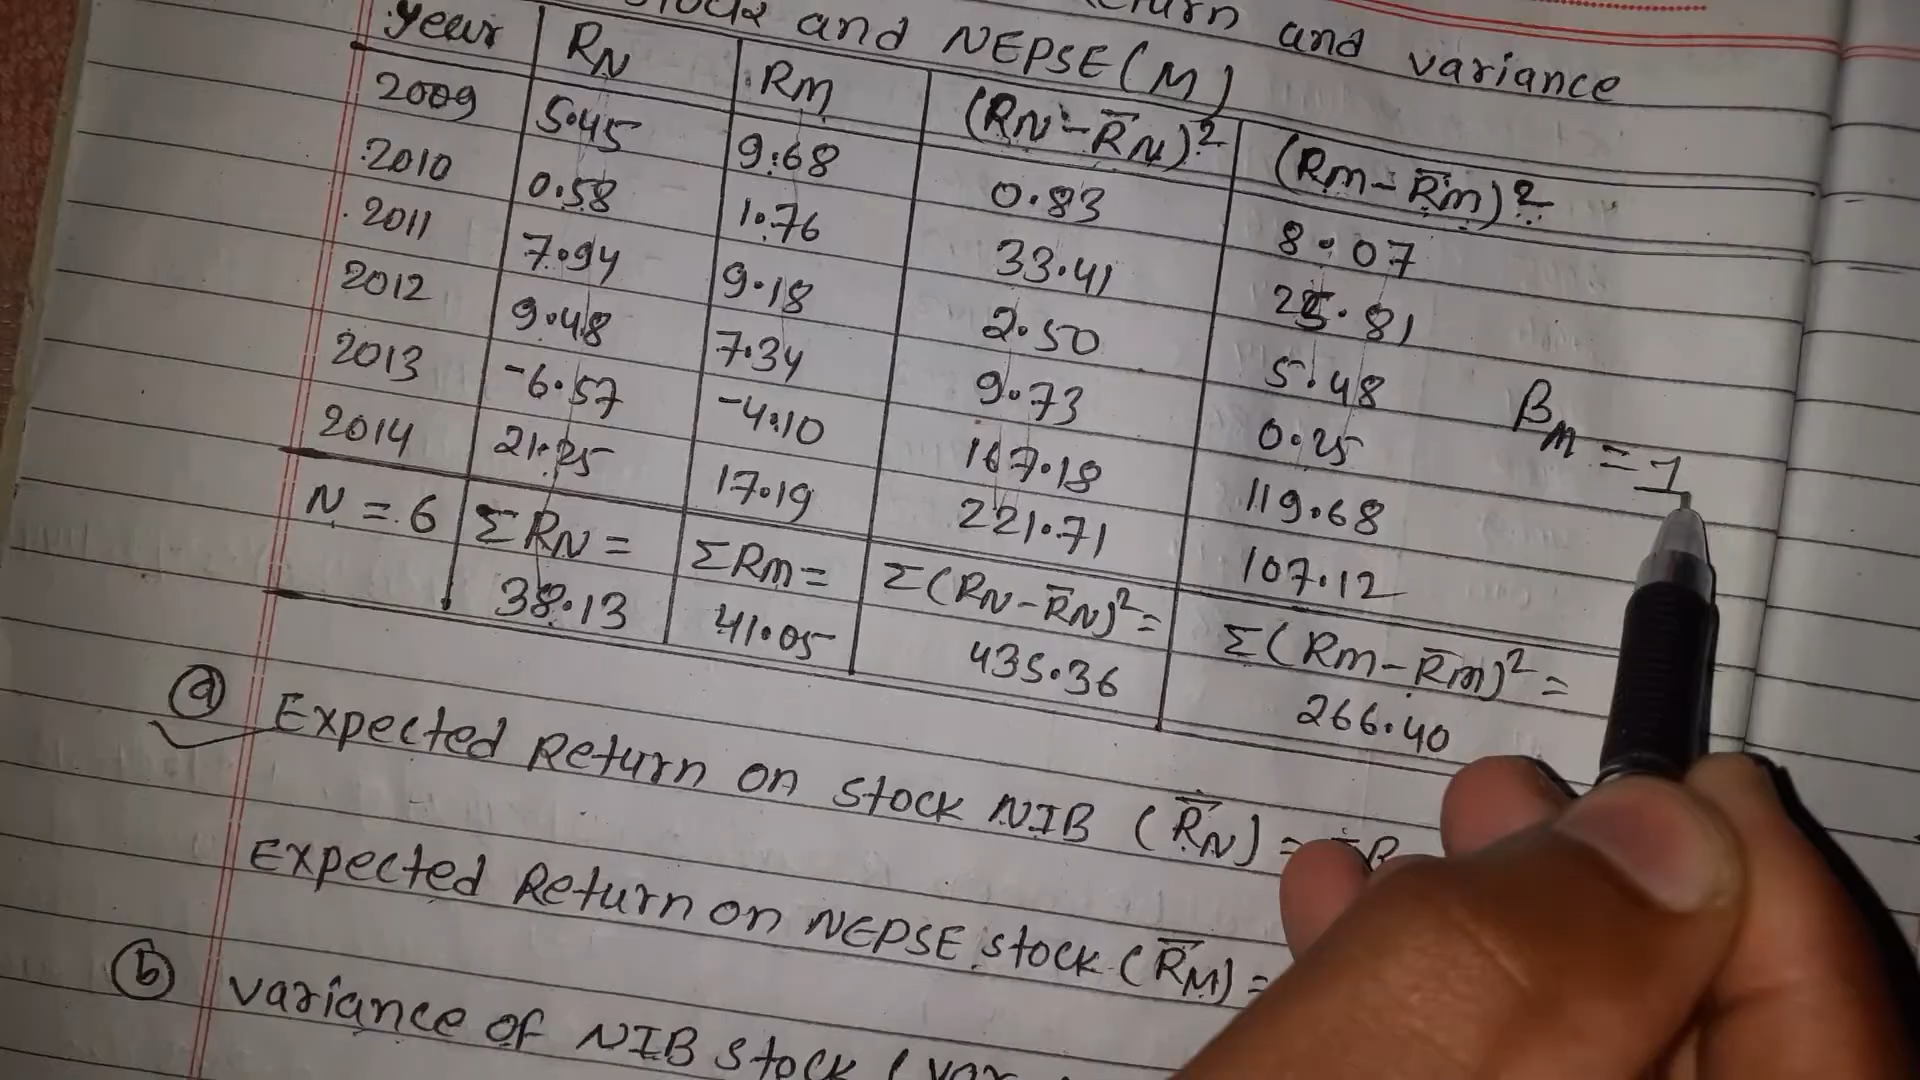 and variance
stock and NEPSE(M)
year RN Rm (RN-R̅N)² (Rm-R̅m)²
2009 5.45 9.68 0.83 8.07
2010 0.58 1.76 33.41 25.81
2011 7.94 9.18 2.50 5.48
2012 9.48 7.34 9.73 0.25
2013 -6.57 -4.10 167.18 119.68
2014 21.25 17.19 221.71 107.12
N = 6 ΣRN = 38.13 ΣRm = 41.05 Σ(RN-R̅N)² = 435.36 Σ(Rm-R̅m)² = 266.40
βm = 1
ⓐ Expected Return on stock NIB (R̅N) =
Expected Return on NEPSE stock (R̅M) =
ⓑ variance of NIB stock (var